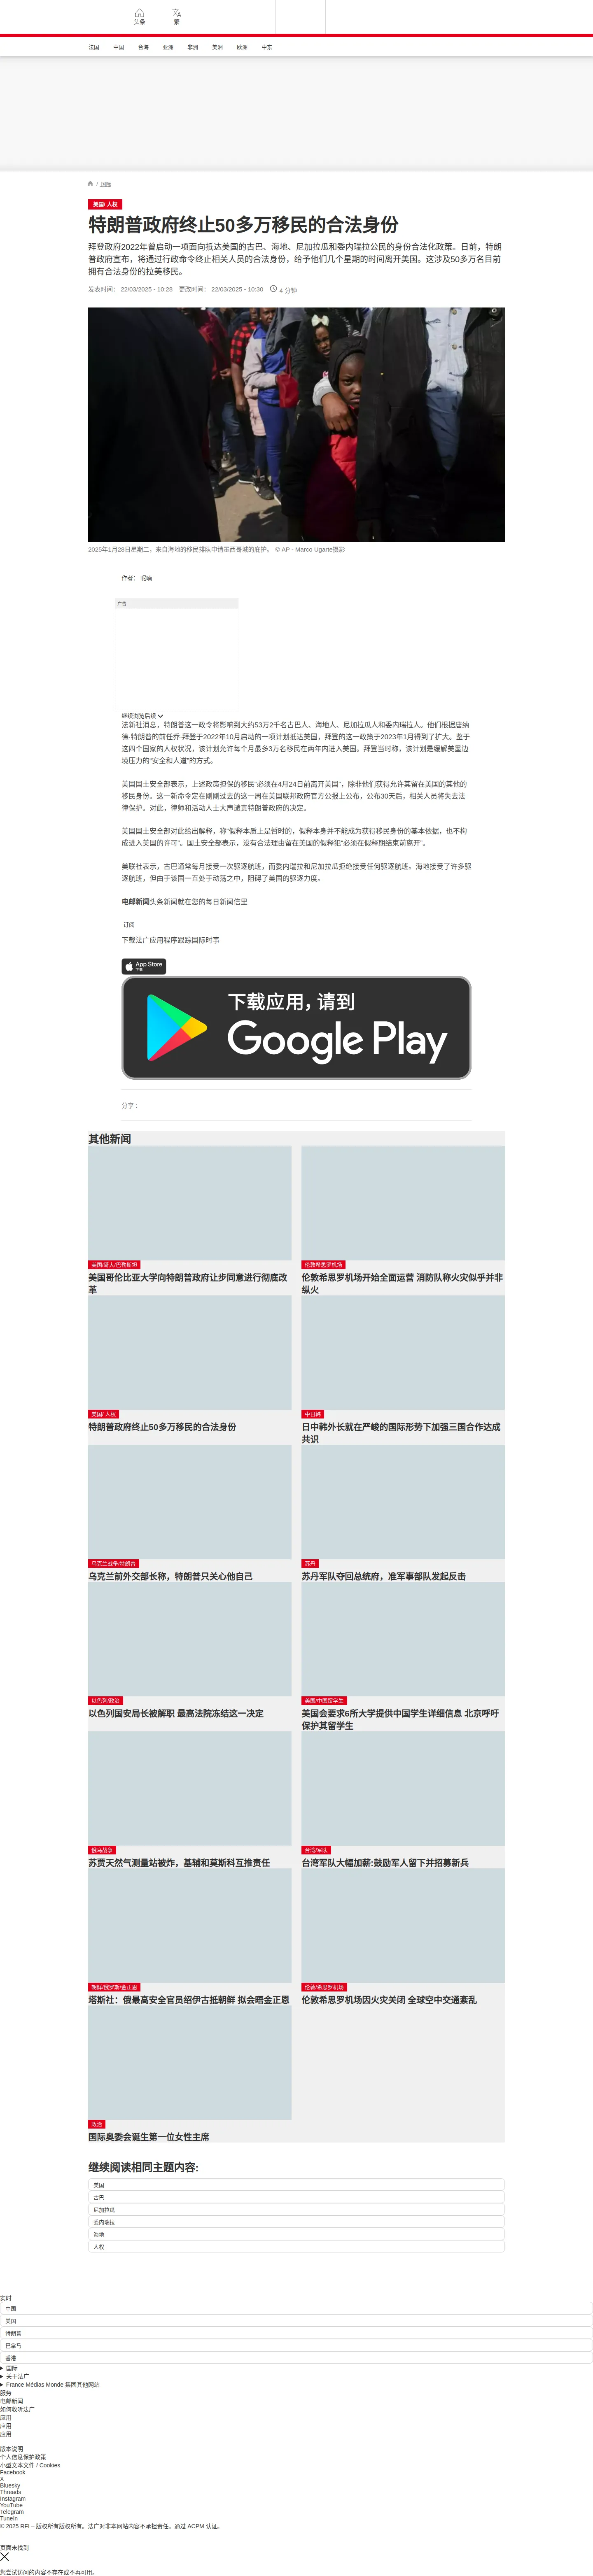 头条
繁
法国
中国
台海
亚洲
非洲
美洲
欧洲
中东
/ 国际
美国/ 人权
特朗普政府终止50多万移民的合法身份
拜登政府2022年曾启动一项面向抵达美国的古巴、海地、尼加拉瓜和委内瑞拉公民的身份合法化政策。日前，特朗
普政府宣布，将通过行政命令终止相关人员的合法身份，给予他们几个星期的时间离开美国。这涉及50多万名目前
拥有合法身份的拉美移民。
发表时间： 22/03/2025 - 10:28 更改时间： 22/03/2025 - 10:30 4 分钟
2025年1月28日星期二，来自海地的移民排队申请墨西哥城的庇护。 © AP - Marco Ugarte摄影
作者： 呢喃
广告
继续浏览后续
法新社消息，特朗普这一政令将影响到大约53万2千名古巴人、海地人、尼加拉瓜人和委内瑞拉人。他们根据唐纳
德·特朗普的前任乔·拜登于2022年10月启动的一项计划抵达美国，拜登的这一政策于2023年1月得到了扩大。鉴于
这四个国家的人权状况，该计划允许每个月最多3万名移民在两年内进入美国。拜登当时称，该计划是缓解美墨边
境压力的“安全和人道”的方式。
美国国土安全部表示，上述政策担保的移民“必须在4月24日前离开美国”，除非他们获得允许其留在美国的其他的
移民身份。这一新命令定在刚刚过去的这一周在美国联邦政府官方公报上公布，公布30天后，相关人员将失去法
律保护。对此，律师和活动人士大声谴责特朗普政府的决定。
美国国土安全部对此给出解释，称“假释本质上是暂时的，假释本身并不能成为获得移民身份的基本依据，也不构
成进入美国的许可”。国土安全部表示，没有合法理由留在美国的假释犯“必须在假释期结束前离开”。
美联社表示，古巴通常每月接受一次驱逐航班，而委内瑞拉和尼加拉瓜拒绝接受任何驱逐航班。海地接受了许多驱
逐航班，但由于该国一直处于动荡之中，阻碍了美国的驱逐力度。
电邮新闻头条新闻就在您的每日新闻信里
订阅
下载法广应用程序跟踪国际时事
App Store
下载
下载应用，请到
Google Play
分享 :
其他新闻
美国/哥大/巴勒斯坦
美国哥伦比亚大学向特朗普政府让步同意进行彻底改
革
伦敦希思罗机场
伦敦希思罗机场开始全面运营 消防队称火灾似乎并非
纵火
美国/ 人权
特朗普政府终止50多万移民的合法身份
中日韩
日中韩外长就在严峻的国际形势下加强三国合作达成
共识
乌克兰战争/特朗普
乌克兰前外交部长称，特朗普只关心他自己
苏丹
苏丹军队夺回总统府，准军事部队发起反击
以色列/政治
以色列国安局长被解职 最高法院冻结这一决定
美国/中国留学生
美国会要求6所大学提供中国学生详细信息 北京呼吁
保护其留学生
俄乌战争
苏贾天然气测量站被炸，基辅和莫斯科互推责任
台湾/军队
台湾军队大幅加薪:鼓励军人留下并招募新兵
朝鲜/俄罗斯/金正恩
塔斯社：俄最高安全官员绍伊古抵朝鲜 拟会晤金正恩
伦敦/希思罗机场
伦敦希思罗机场因火灾关闭 全球空中交通紊乱
政治
国际奥委会诞生第一位女性主席
继续阅读相同主题内容:
美国
古巴
尼加拉瓜
委内瑞拉
海地
人权
实时
中国
美国
特朗普
巴拿马
香港
国际
关于法广
France Médias Monde 集团其他网站
服务
电邮新闻
如何收听法广
应用
应用
应用
版本说明
个人信息保护政策
小型文本文件 / Cookies
Facebook
X
Bluesky
Threads
Instagram
YouTube
Telegram
TuneIn
© 2025 RFI – 版权所有版权所有。法广对非本网站内容不承担责任。通过 ACPM 认证。
页面未找到
您尝试访问的内容不存在或不再可用。